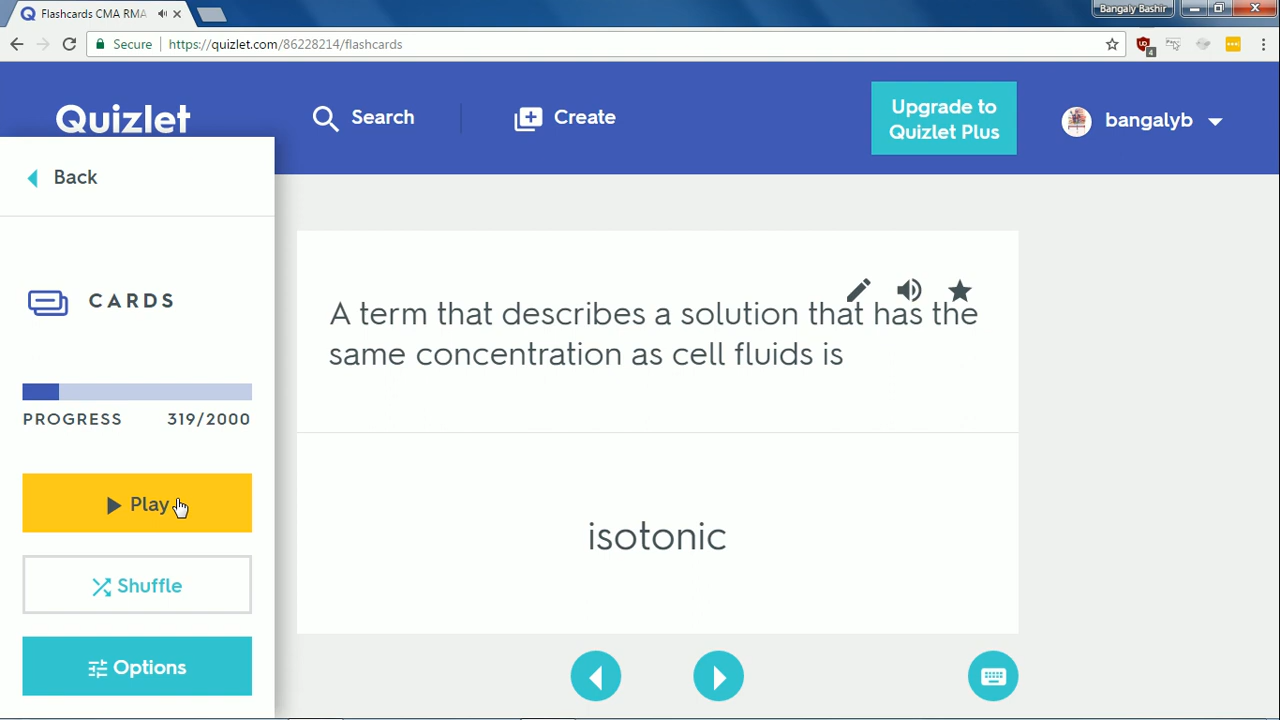 Flashcards CMA RMA
Bangaly Bashir
Secure
https://quizlet.com/86228214/flashcards
4
Quizlet
Search
Create
Upgrade to
Quizlet Plus
bangalyb
Back
CARDS
PROGRESS 319/2000
Play
Shuffle
Options
A term that describes a solution that has the
same concentration as cell fluids is
isotonic